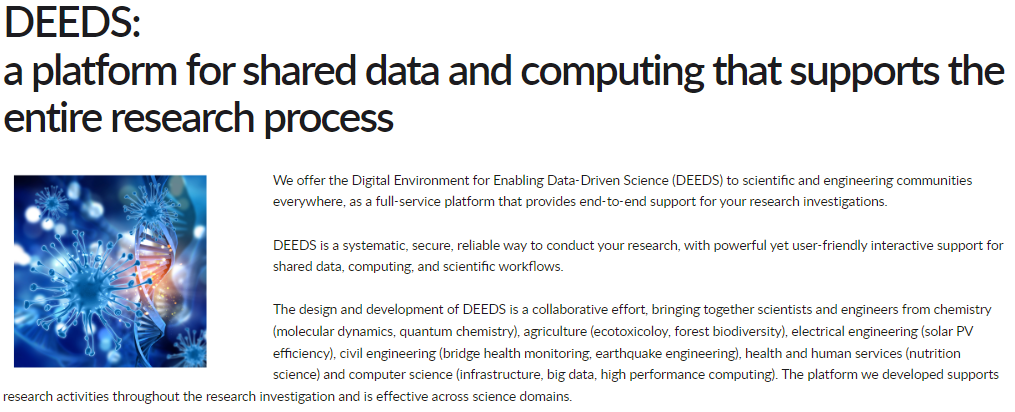 DEEDS:
a platform for shared data and computing that supports the
entire research process
We offer the Digital Environment for Enabling Data-Driven Science (DEEDS) to scientific and engineering communities
everywhere, as a full-service platform that provides end-to-end support for your research investigations.
DEEDS is a systematic, secure, reliable way to conduct your research, with powerful yet user-friendly interactive support for
shared data, computing, and scientific workflows.
The design and development of DEEDS is a collaborative effort, bringing together scientists and engineers from chemistry
(molecular dynamics, quantum chemistry), agriculture (ecotoxicoloy, forest biodiversity), electrical engineering (solar PV
efficiency), civil engineering (bridge health monitoring, earthquake engineering), health and human services (nutrition
science) and computer science (infrastructure, big data, high performance computing). The platform we developed supports
research activities throughout the research investigation and is effective across science domains.